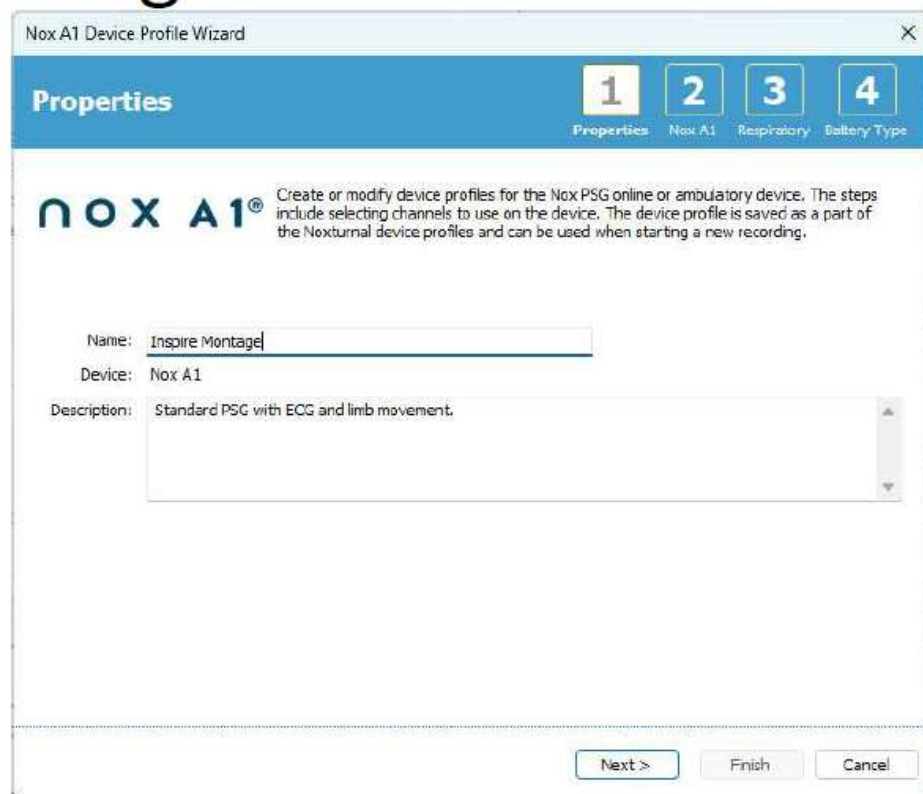 Nox A1 Device Profile Wizard
Properties
1
2
3
4
Properties
Nox A1
Respiratory
Battery Type
nox A1®
Create or modify device profiles for the Nox PSG online or ambulatory device. The steps
include selecting channels to use on the device. The device profile is saved as a part of
the Noxturnal device profiles and can be used when starting a new recording.
Name: Inspire Montage
Device: Nox A1
Description: Standard PSG with ECG and limb movement.
Next >
Finish
Cancel